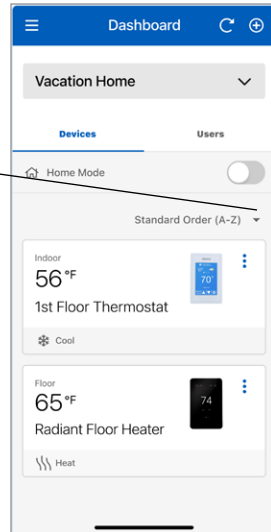 Dashboard
Vacation Home
Devices Users
Home Mode
Standard Order (A-Z)
Indoor
56°F
70°
1st Floor Thermostat
Cool
Floor
65°F
74
Radiant Floor Heater
Heat